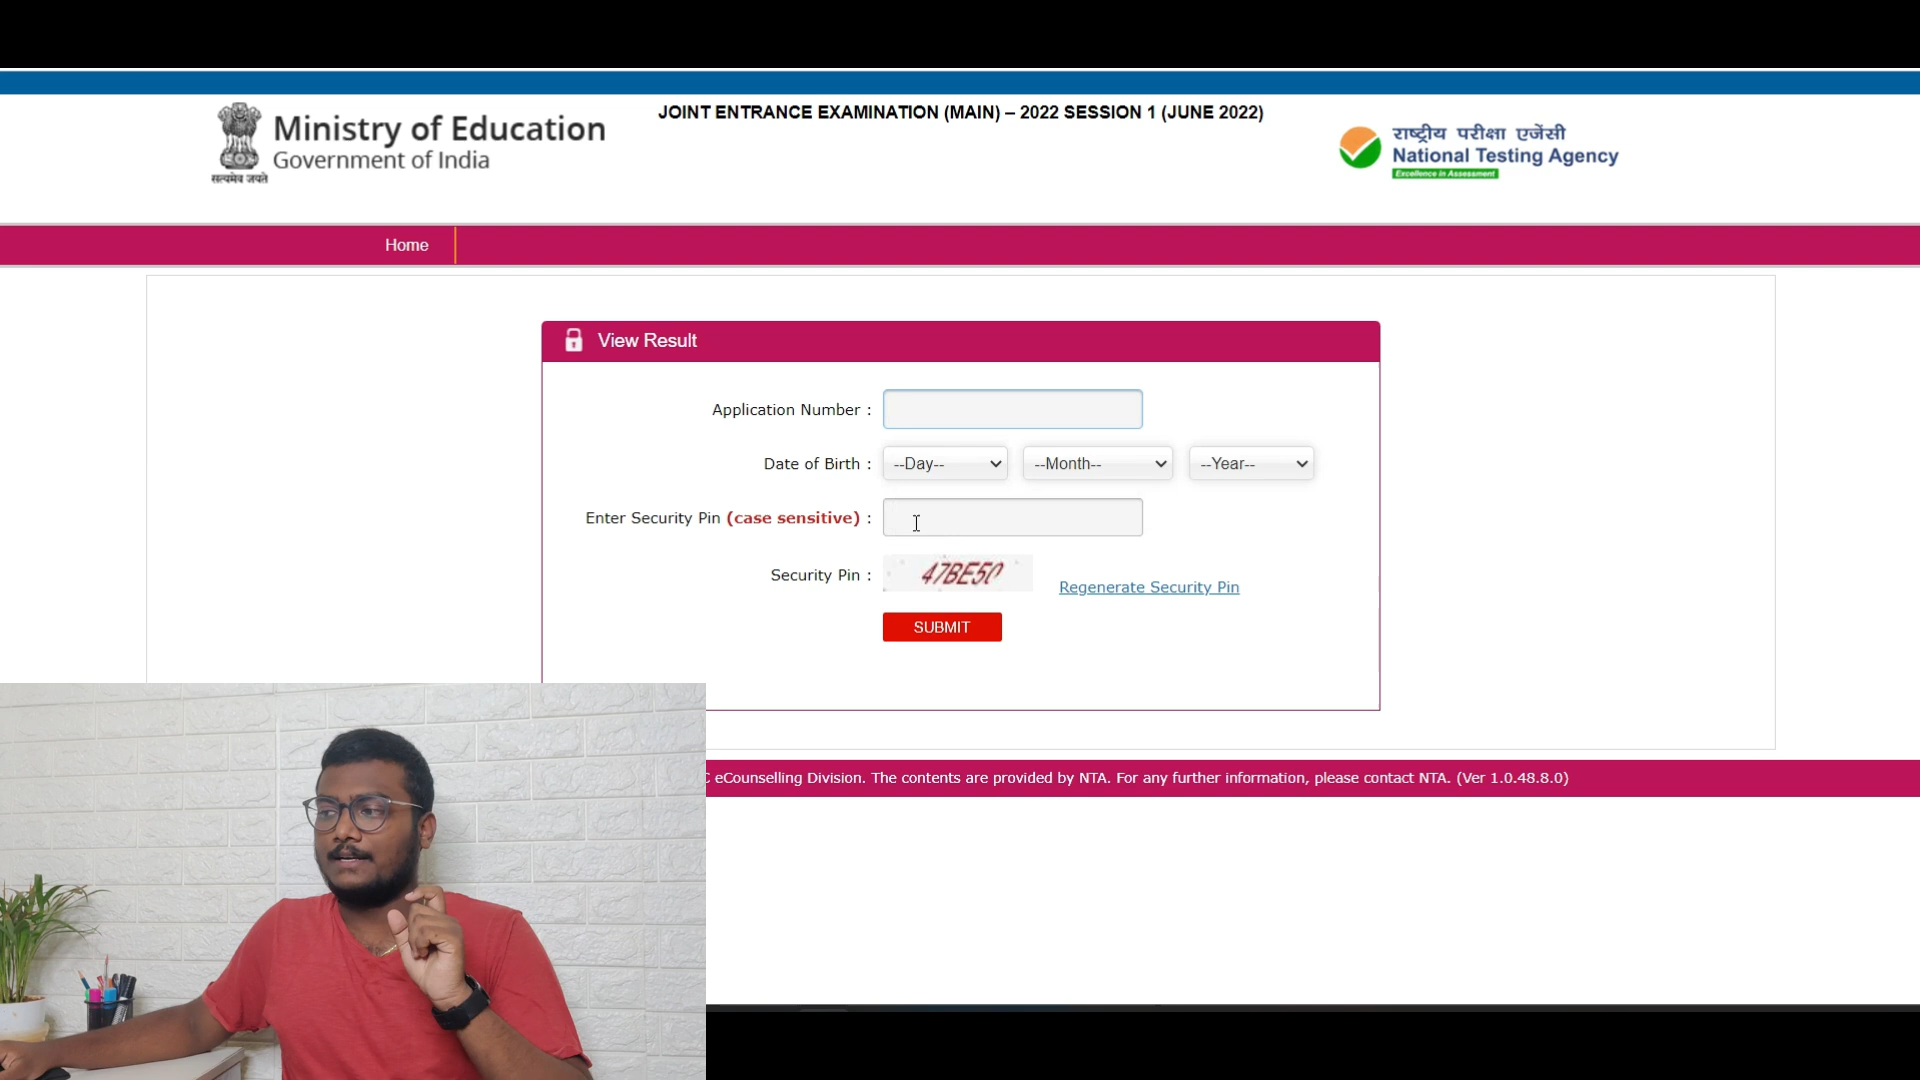 JOINT ENTRANCE EXAMINATION (MAIN) – 2022 SESSION 1 (JUNE 2022)
Ministry of Education
Government of India
सत्यमेव जयते
राष्ट्रीय परीक्षा एजेंसी
National Testing Agency
Excellence in Assessment
Home
View Result
Application Number :
Date of Birth : --Day-- --Month-- --Year--
Enter Security Pin (case sensitive) :
Security Pin : 47BE50
Regenerate Security Pin
SUBMIT
C eCounselling Division. The contents are provided by NTA. For any further information, please contact NTA. (Ver 1.0.48.8.0)